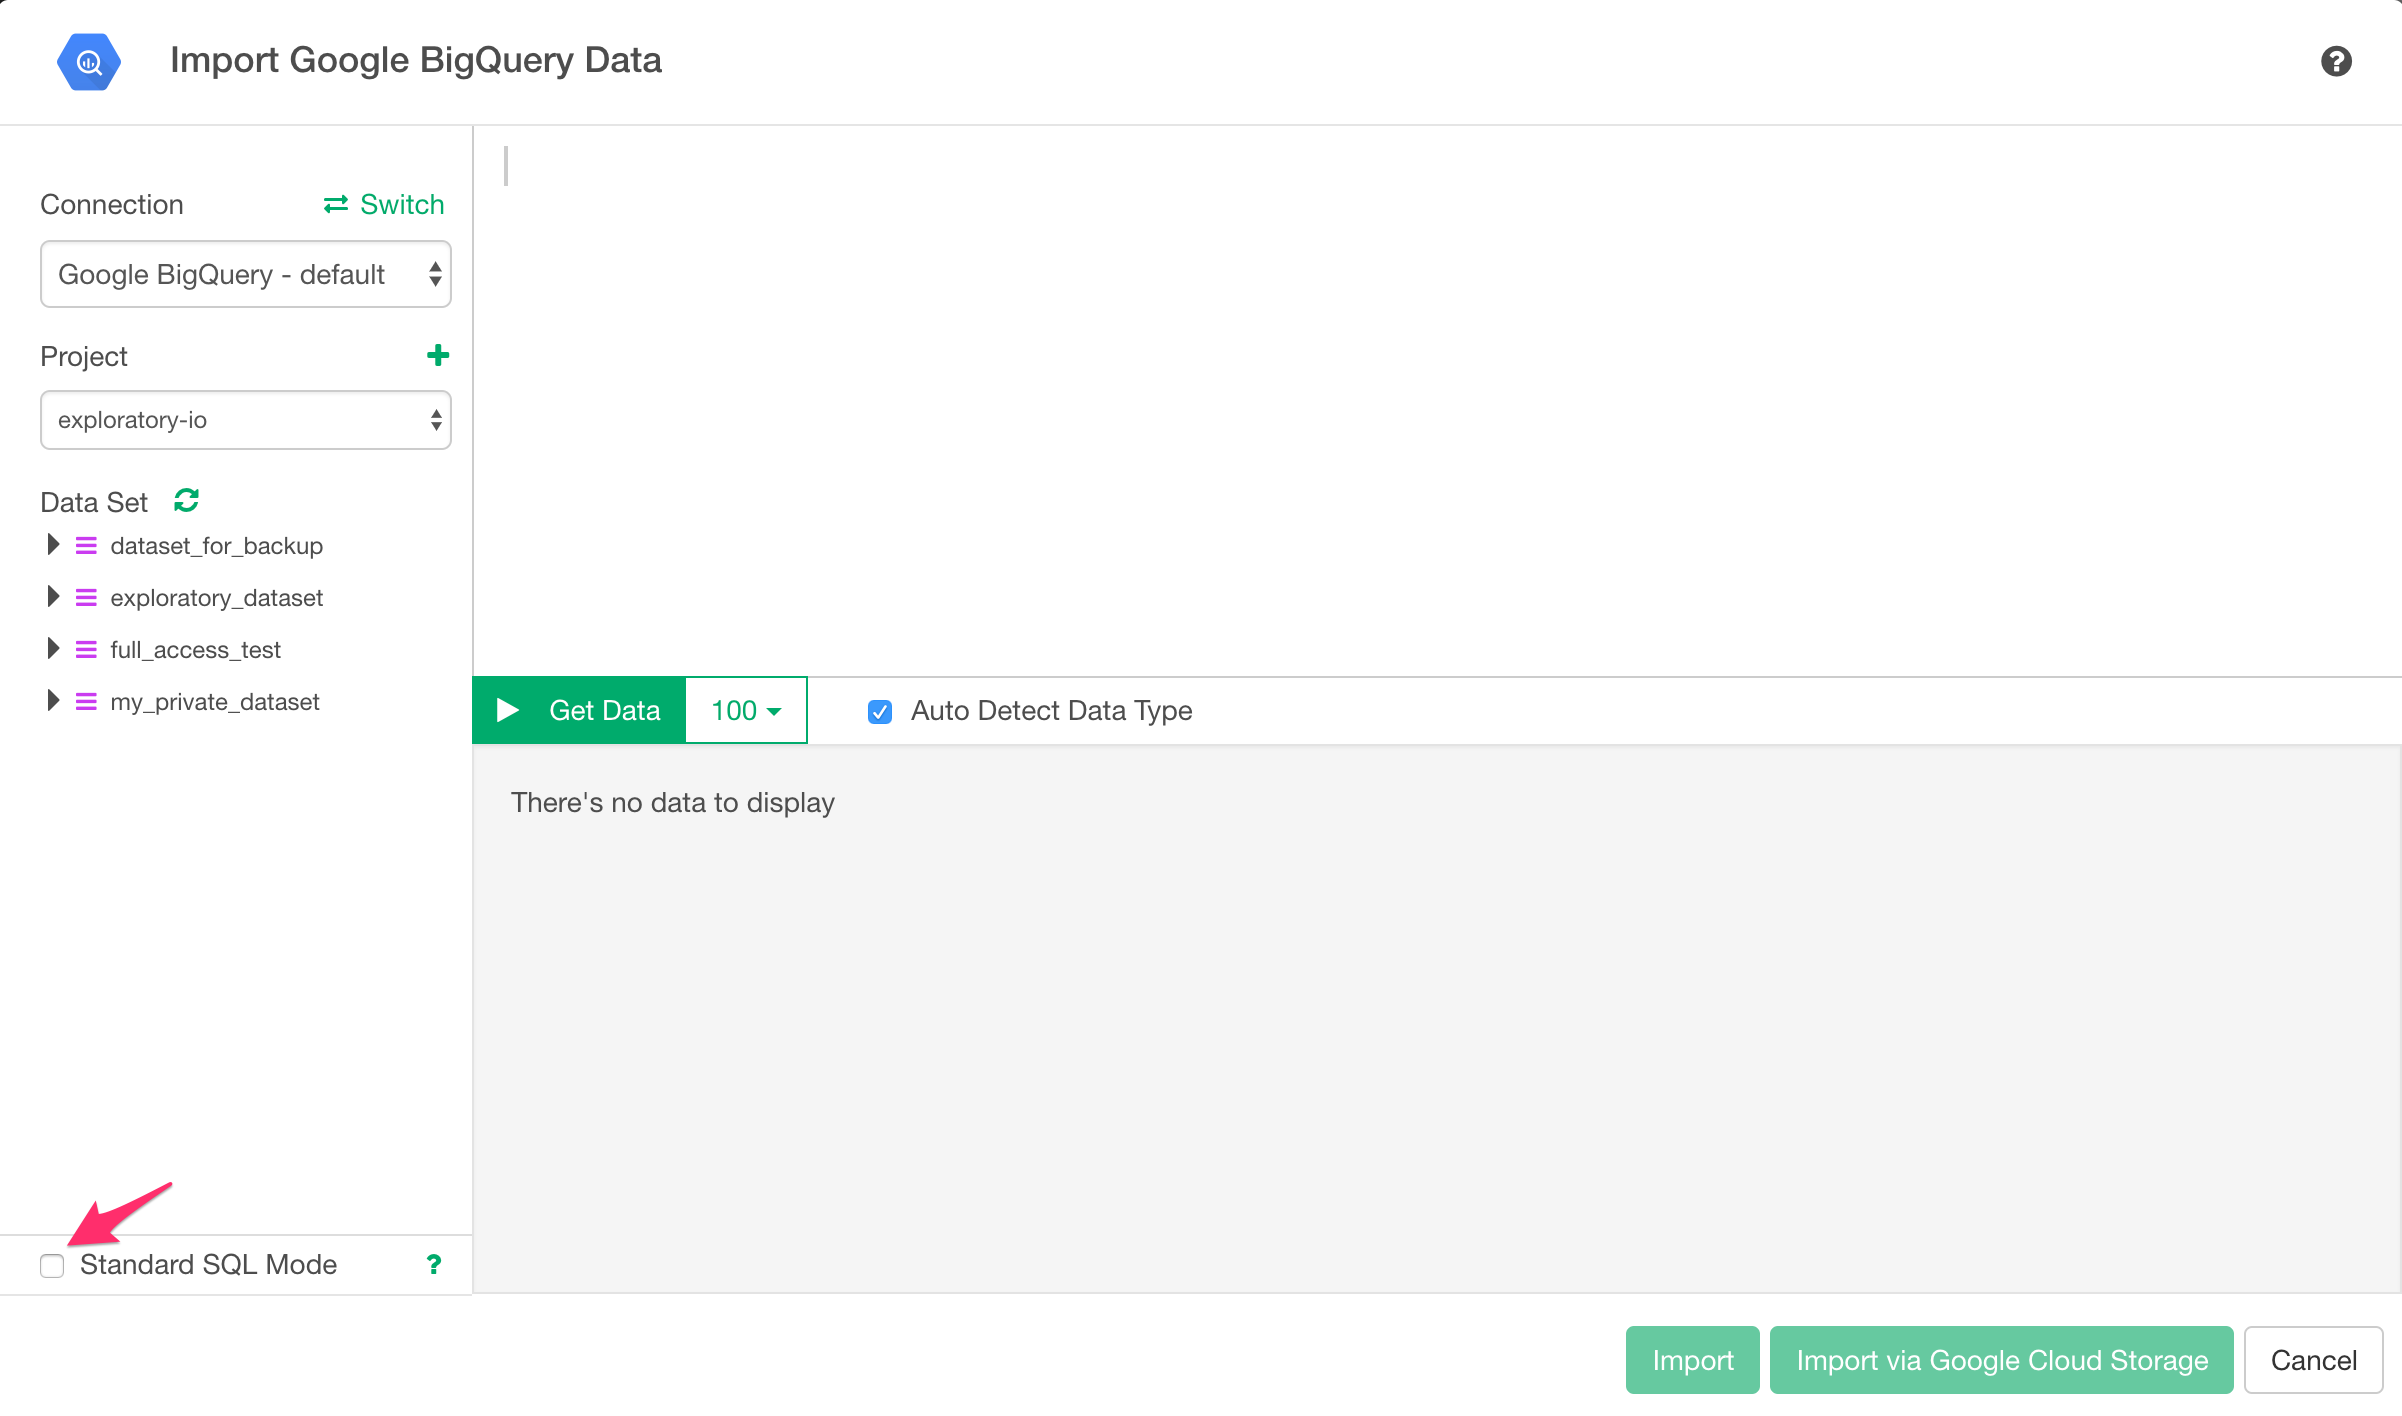 Import Google BigQuery Data
?
Connection
Switch
Google BigQuery - default
Project
exploratory-io
Data Set
dataset_for_backup
exploratory_dataset
full_access_test
my_private_dataset
Get Data
100
Auto Detect Data Type
There's no data to display
Standard SQL Mode
?
Import
Import via Google Cloud Storage
Cancel